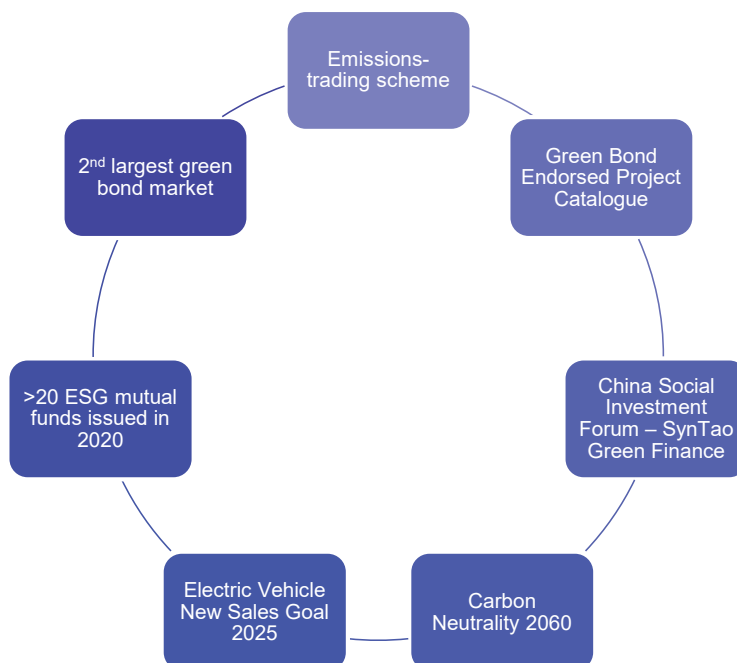 Emissions-
trading scheme
Green Bond
Endorsed Project
Catalogue
China Social
Investment
Forum – SynTao
Green Finance
Carbon
Neutrality 2060
Electric Vehicle
New Sales Goal
2025
>20 ESG mutual
funds issued in
2020
2nd largest green
bond market